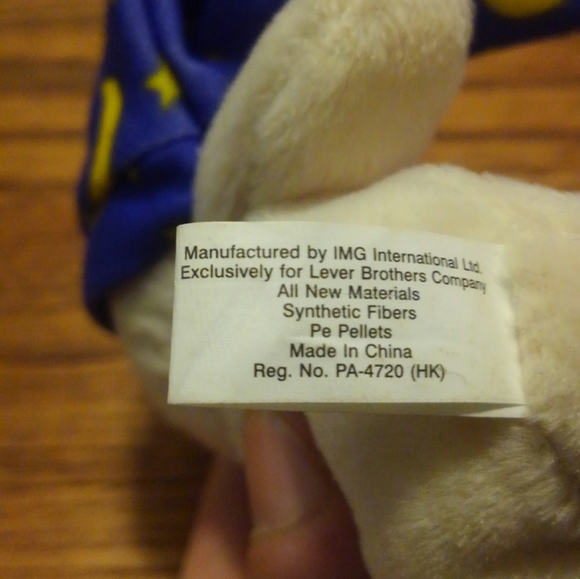 Manufactured by IMG International Ltd.
Exclusively for Lever Brothers Company
All New Materials
Synthetic Fibers
Pe Pellets
Made In China
Reg. No. PA-4720 (HK)